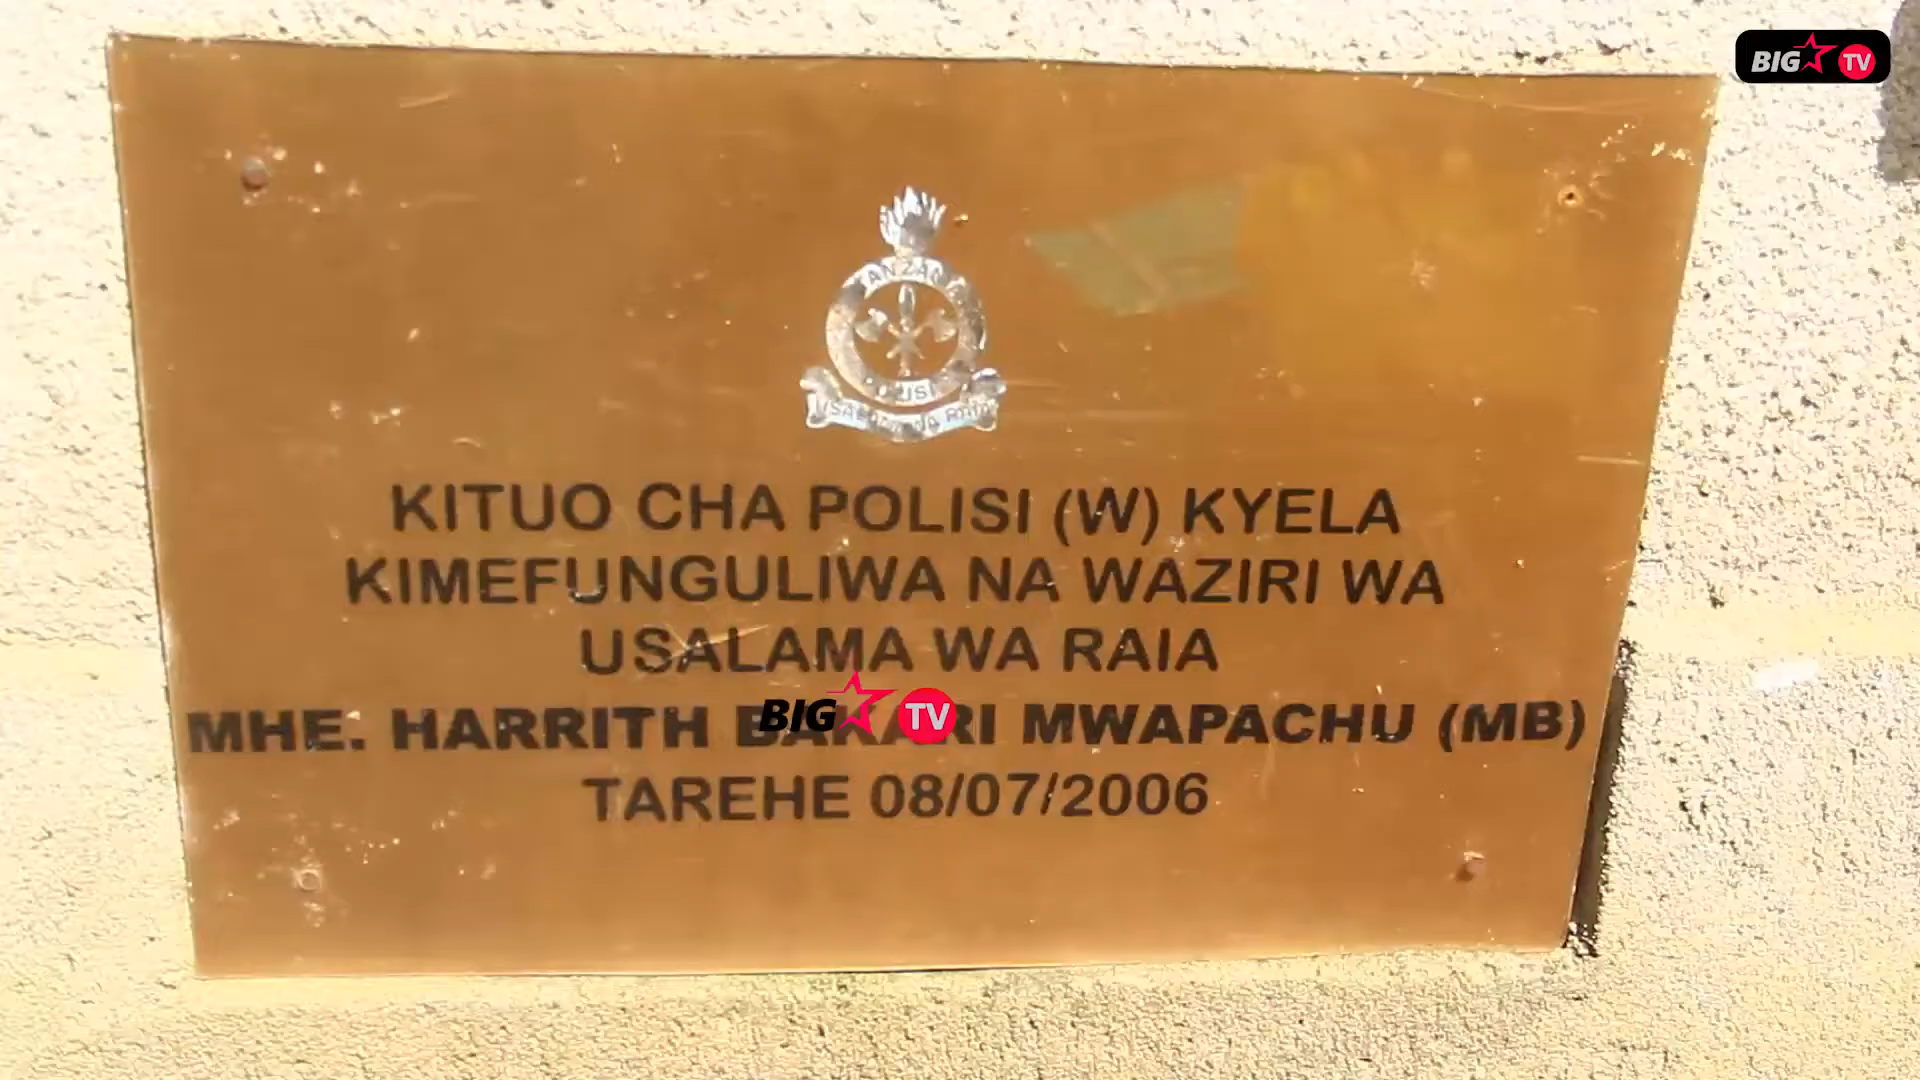 BIG TV
TANZANIA
POLISI
USALAMA WA RAIA
KITUO CHA POLISI (W) KYELA
KIMEFUNGULIWA NA WAZIRI WA
USALAMA WA RAIA
MHE. HARRITH BAKARI MWAPACHU (MB)
BIG TV
TAREHE 08/07/2006